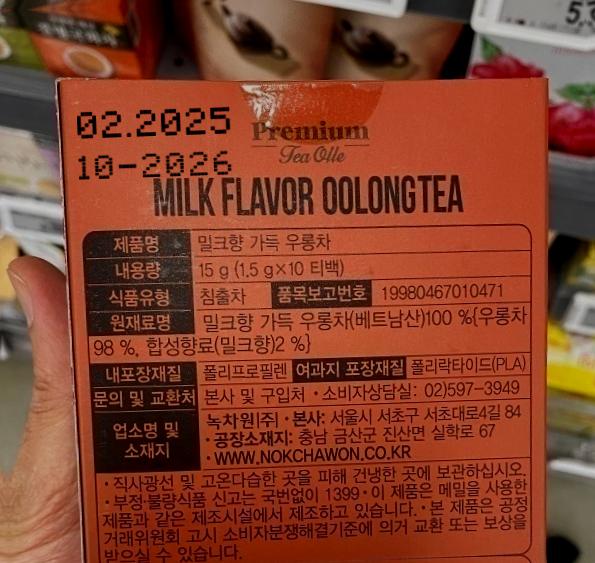 02.2025
10-2026
Premium
Tea Olle
MILK FLAVOR OOLONGTEA
제품명 밀크향 가득 우롱차
내용량 15 g (1.5 g×10 티백)
식품유형 침출차 품목보고번호 19980467010471
원재료명 밀크향 가득 우롱차(베트남산)100 %{우롱차
98 %, 합성향료(밀크향)2 %}
내포장재질 폴리프로필렌 여과지 포장재질 폴리락타이드(PLA)
문의 및 교환처 본사 및 구입처 • 소비자상담실: 02)597-3949
업소명 및 소재지 녹차원㈜ • 본사: 서울시 서초구 서초대로4길 84
• 공장소재지: 충남 금산군 진산면 실학로 67
• WWW.NOKCHAWON.CO.KR
• 직사광선 및 고온다습한 곳을 피해 건냉한 곳에 보관하십시오.
• 부정·불량식품 신고는 국번없이 1399 • 이 제품은 메밀을 사용한
제품과 같은 제조시설에서 제조하고 있습니다. • 본 제품은 공정
거래위원회 고시 소비자분쟁해결기준에 의거 교환 또는 보상을
받으실 수 있습니다.